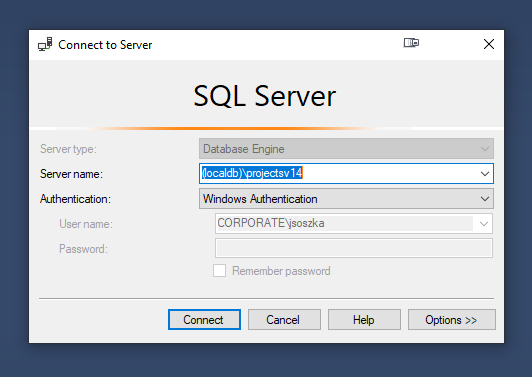 Connect to Server
SQL Server
Server type: Database Engine
Server name: (localdb)\projectsv14
Authentication: Windows Authentication
User name: CORPORATE\jsoszka
Password:
Remember password
Connect Cancel Help Options >>